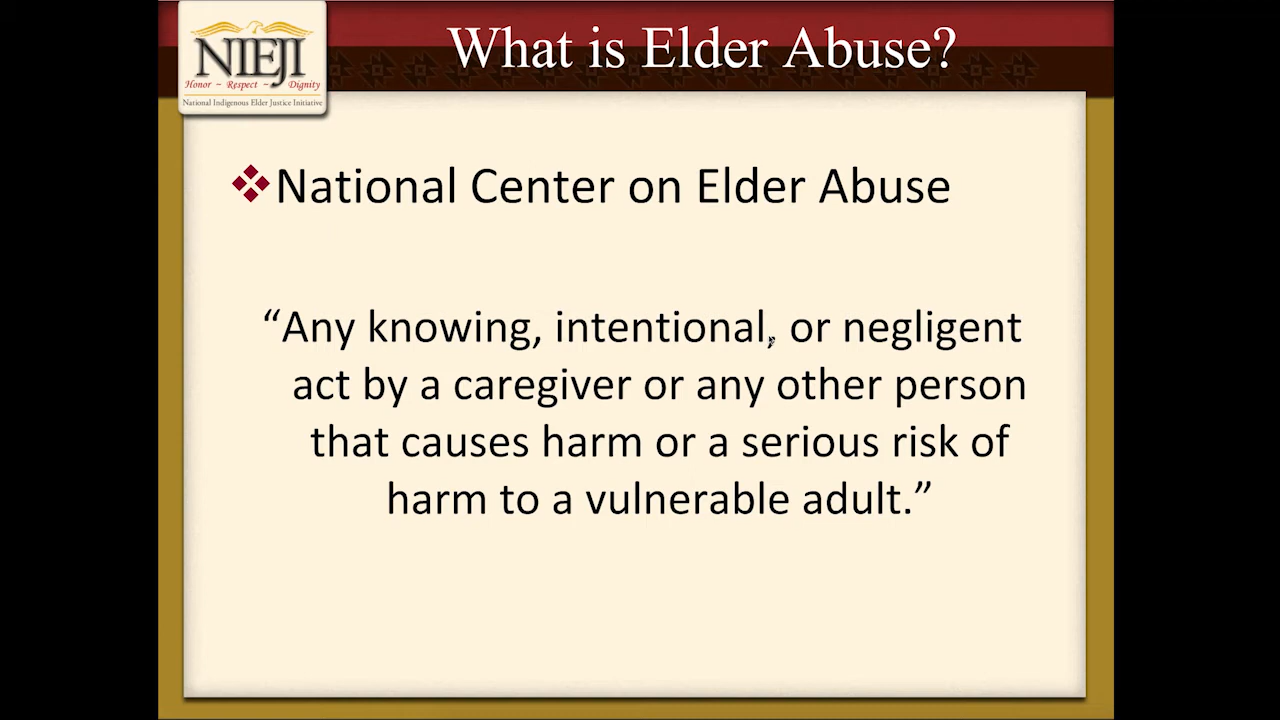 NIEJI
Honor ~ Respect ~ Dignity
National Indigenous Elder Justice Initiative
What is Elder Abuse?
National Center on Elder Abuse
“Any knowing, intentional, or negligent
act by a caregiver or any other person
that causes harm or a serious risk of
harm to a vulnerable adult.”